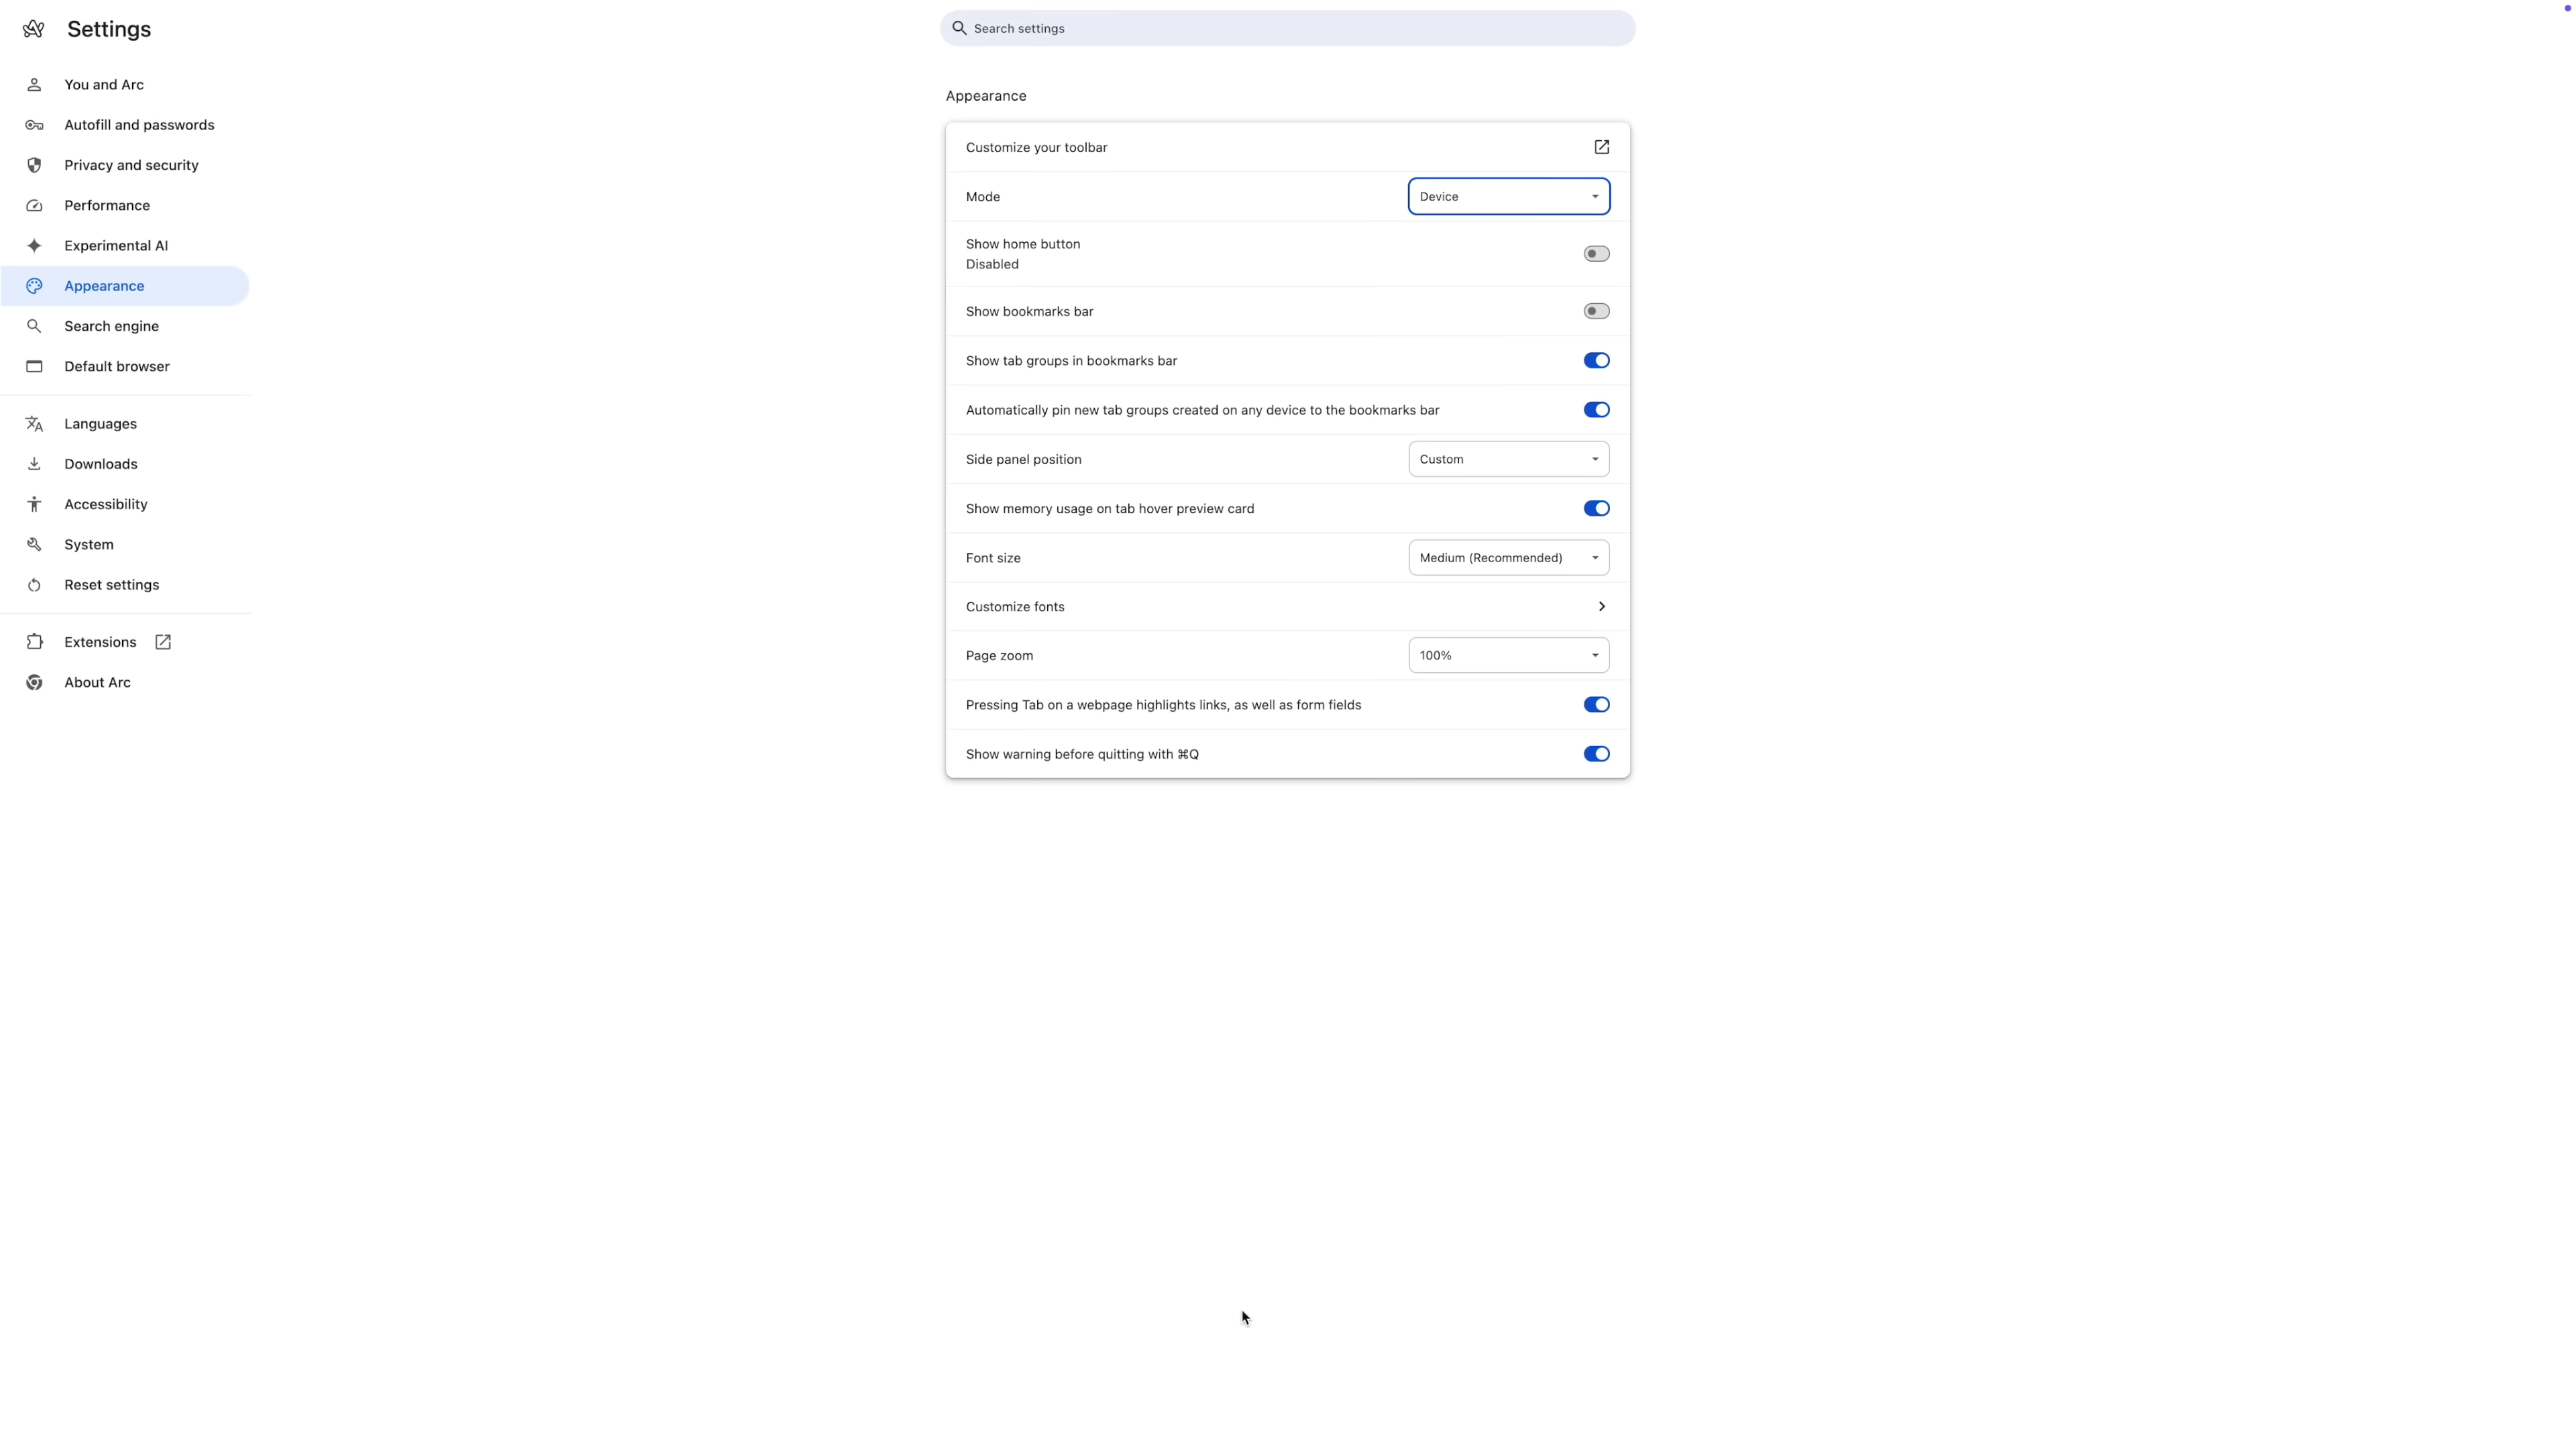 Settings
Search settings
You and Arc
Autofill and passwords
Privacy and security
Performance
Experimental AI
Appearance
Search engine
Default browser
Languages
Downloads
Accessibility
System
Reset settings
Extensions
About Arc
Appearance
Customize your toolbar
Mode
Device
Show home button
Disabled
Show bookmarks bar
Show tab groups in bookmarks bar
Automatically pin new tab groups created on any device to the bookmarks bar
Side panel position
Custom
Show memory usage on tab hover preview card
Font size
Medium (Recommended)
Customize fonts
Page zoom
100%
Pressing Tab on a webpage highlights links, as well as form fields
Show warning before quitting with ⌘Q